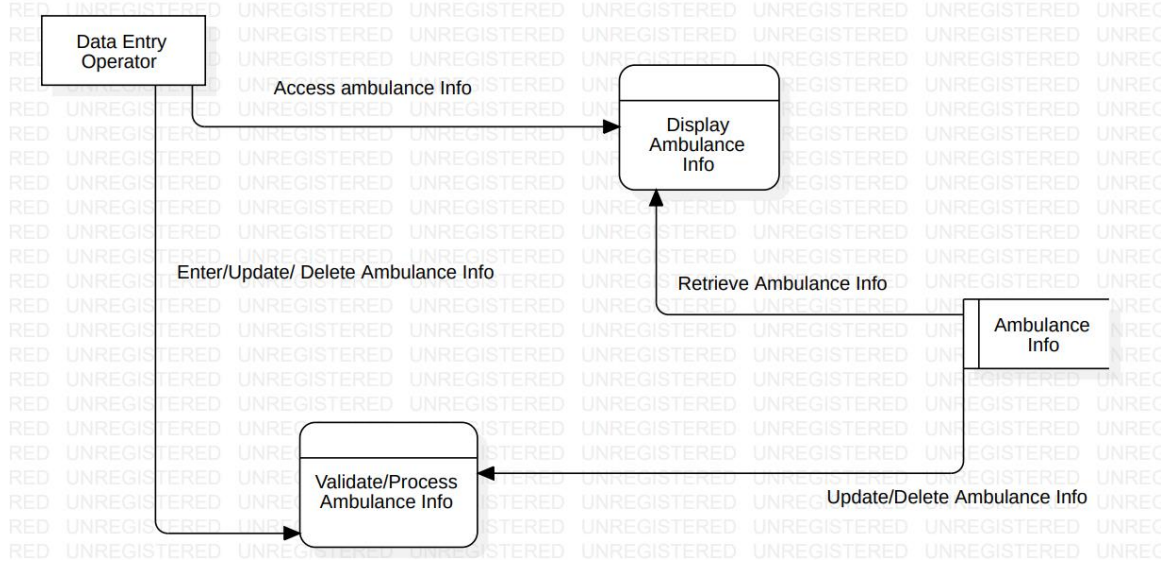 Data Entry
Operator
Access ambulance Info
Display
Ambulance
Info
Enter/Update/ Delete Ambulance Info
Retrieve Ambulance Info
Ambulance
Info
Validate/Process
Ambulance Info
Update/Delete Ambulance Info
UNREGISTERED